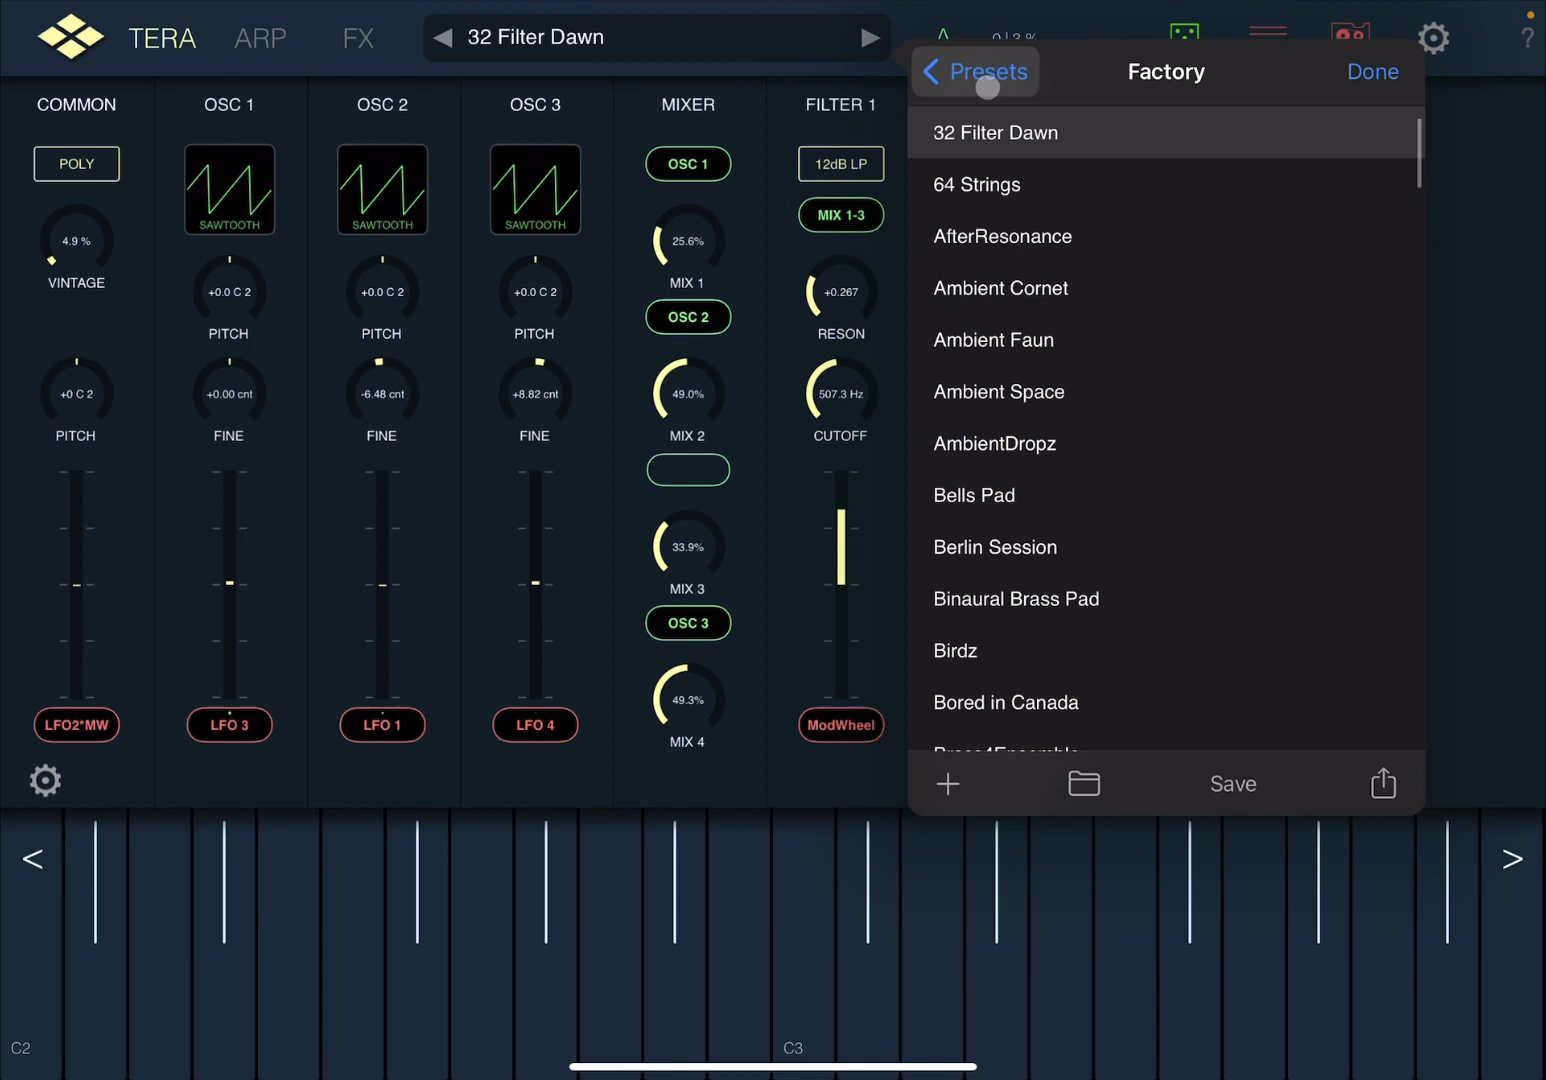 TERA ARP FX 32 Filter Dawn 0 | 3 % ?
Presets Factory Done
COMMON OSC 1 OSC 2 OSC 3 MIXER FILTER 1
POLY
SAWTOOTH SAWTOOTH SAWTOOTH
OSC 1
12dB LP
MIX 1-3
4.9 %
VINTAGE
25.6%
MIX 1
+0.0 C 2 +0.0 C 2 +0.0 C 2
PITCH PITCH PITCH
OSC 2
+0.267
RESON
+0 C 2 +0.00 cnt -6.48 cnt +8.82 cnt 49.0% 507.3 Hz
PITCH FINE FINE FINE MIX 2 CUTOFF
33.9%
MIX 3
OSC 3
49.3%
MIX 4
LFO2*MW LFO 3 LFO 1 LFO 4 ModWheel
32 Filter Dawn
64 Strings
AfterResonance
Ambient Cornet
Ambient Faun
Ambient Space
AmbientDropz
Bells Pad
Berlin Session
Binaural Brass Pad
Birdz
Bored in Canada
Brass4Ensemble
+ Save
< >
C2 C3